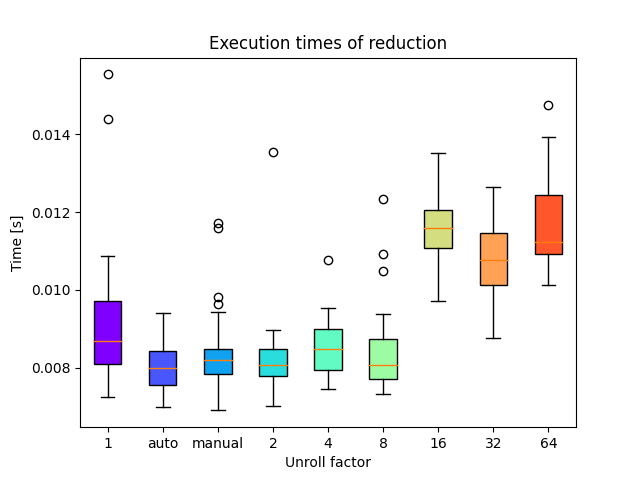 Execution times of reduction
Time [s]
0.014
0.012
0.010
0.008
1 auto manual 2 4 8 16 32 64
Unroll factor